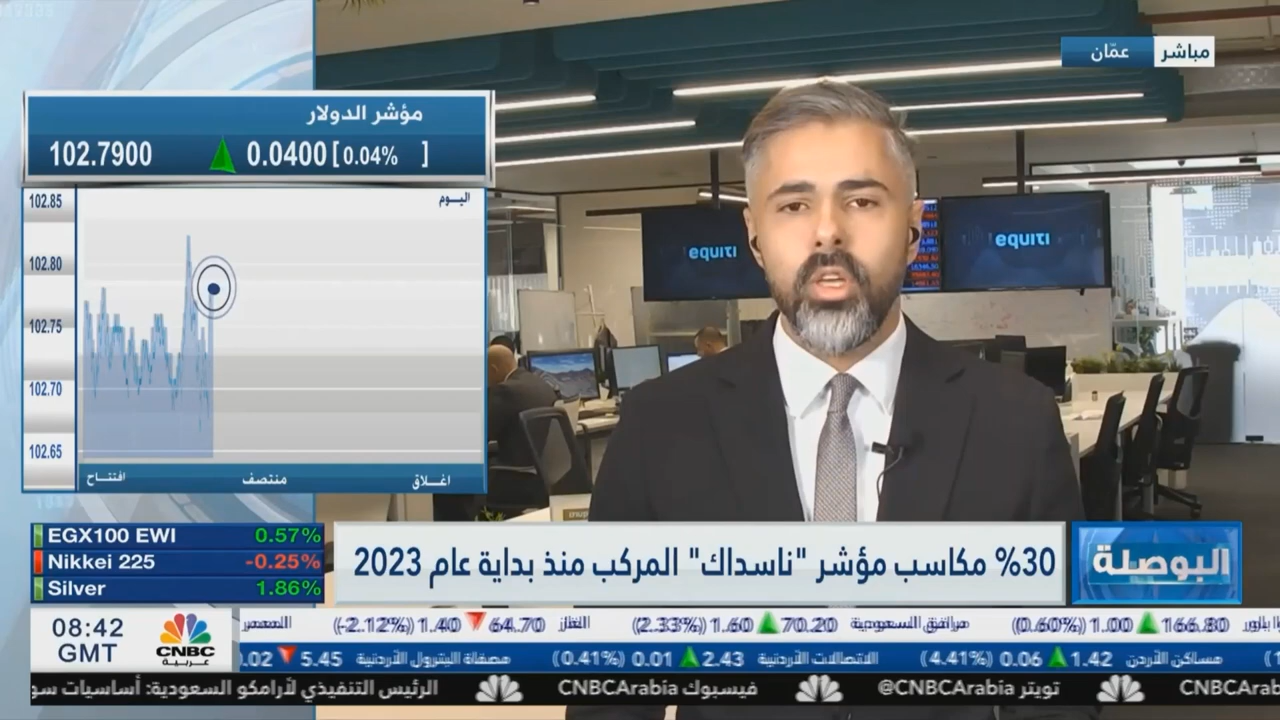 مباشر عمّان
مؤشر الدولار
102.7900 0.0400 [0.04% ]
اليوم
102.85
102.80
102.75
102.70
102.65
افتتاح منتصف اغلاق
equiti
equiti
EGX100 EWI 0.57%
Nikkei 225 -0.25%
Silver 1.86%
%30 مكاسب مؤشر "ناسداك" المركب منذ بداية عام 2023
البوصلة
08:42
GMT
CNBC
عربية
166.80 1.00 (0.60%) مرافق السعودية 70.20 1.60 (2.33%) الغاز 64.70 1.40 (-2.12%)
مساكن الأردن 1.42 0.06 (4.41%) الاتصالات الأردنية 2.43 0.01 (0.41%) مصفاة البترول الأردنية 5.45
CNBCA تويتر @CNBCArabia فيسبوك CNBCArabia الرئيس التنفيذي لأرامكو السعودية: أساسيات سو